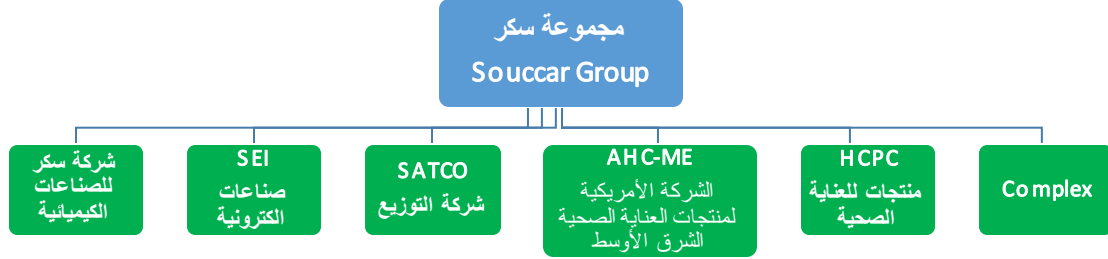 مجموعة سكر
Souccar Group
شركة سكر
للصناعات
الكيميائية
SEI
صناعات
الكترونية
SATCO
شركة التوزيع
AHC-ME
الشركة الأمريكية
لمنتجات العناية الصحية
الشرق الأوسط
HCPC
منتجات للعناية
الصحية
Complex